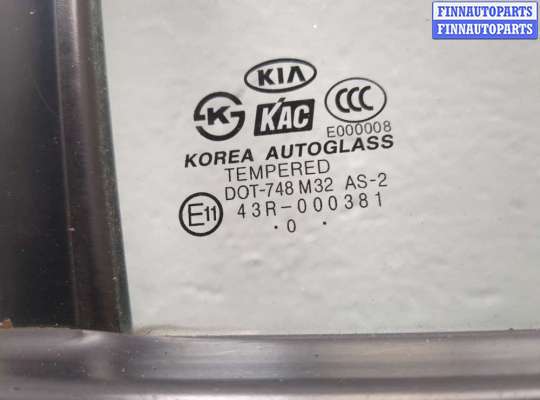 FINNAUTOPARTS
FINNAUTOPARTS
KIA
K KAC CCC
E000008
KOREA AUTOGLASS
TEMPERED
DOT-748 M32 AS-2
E11 43R-000381
. 0 .